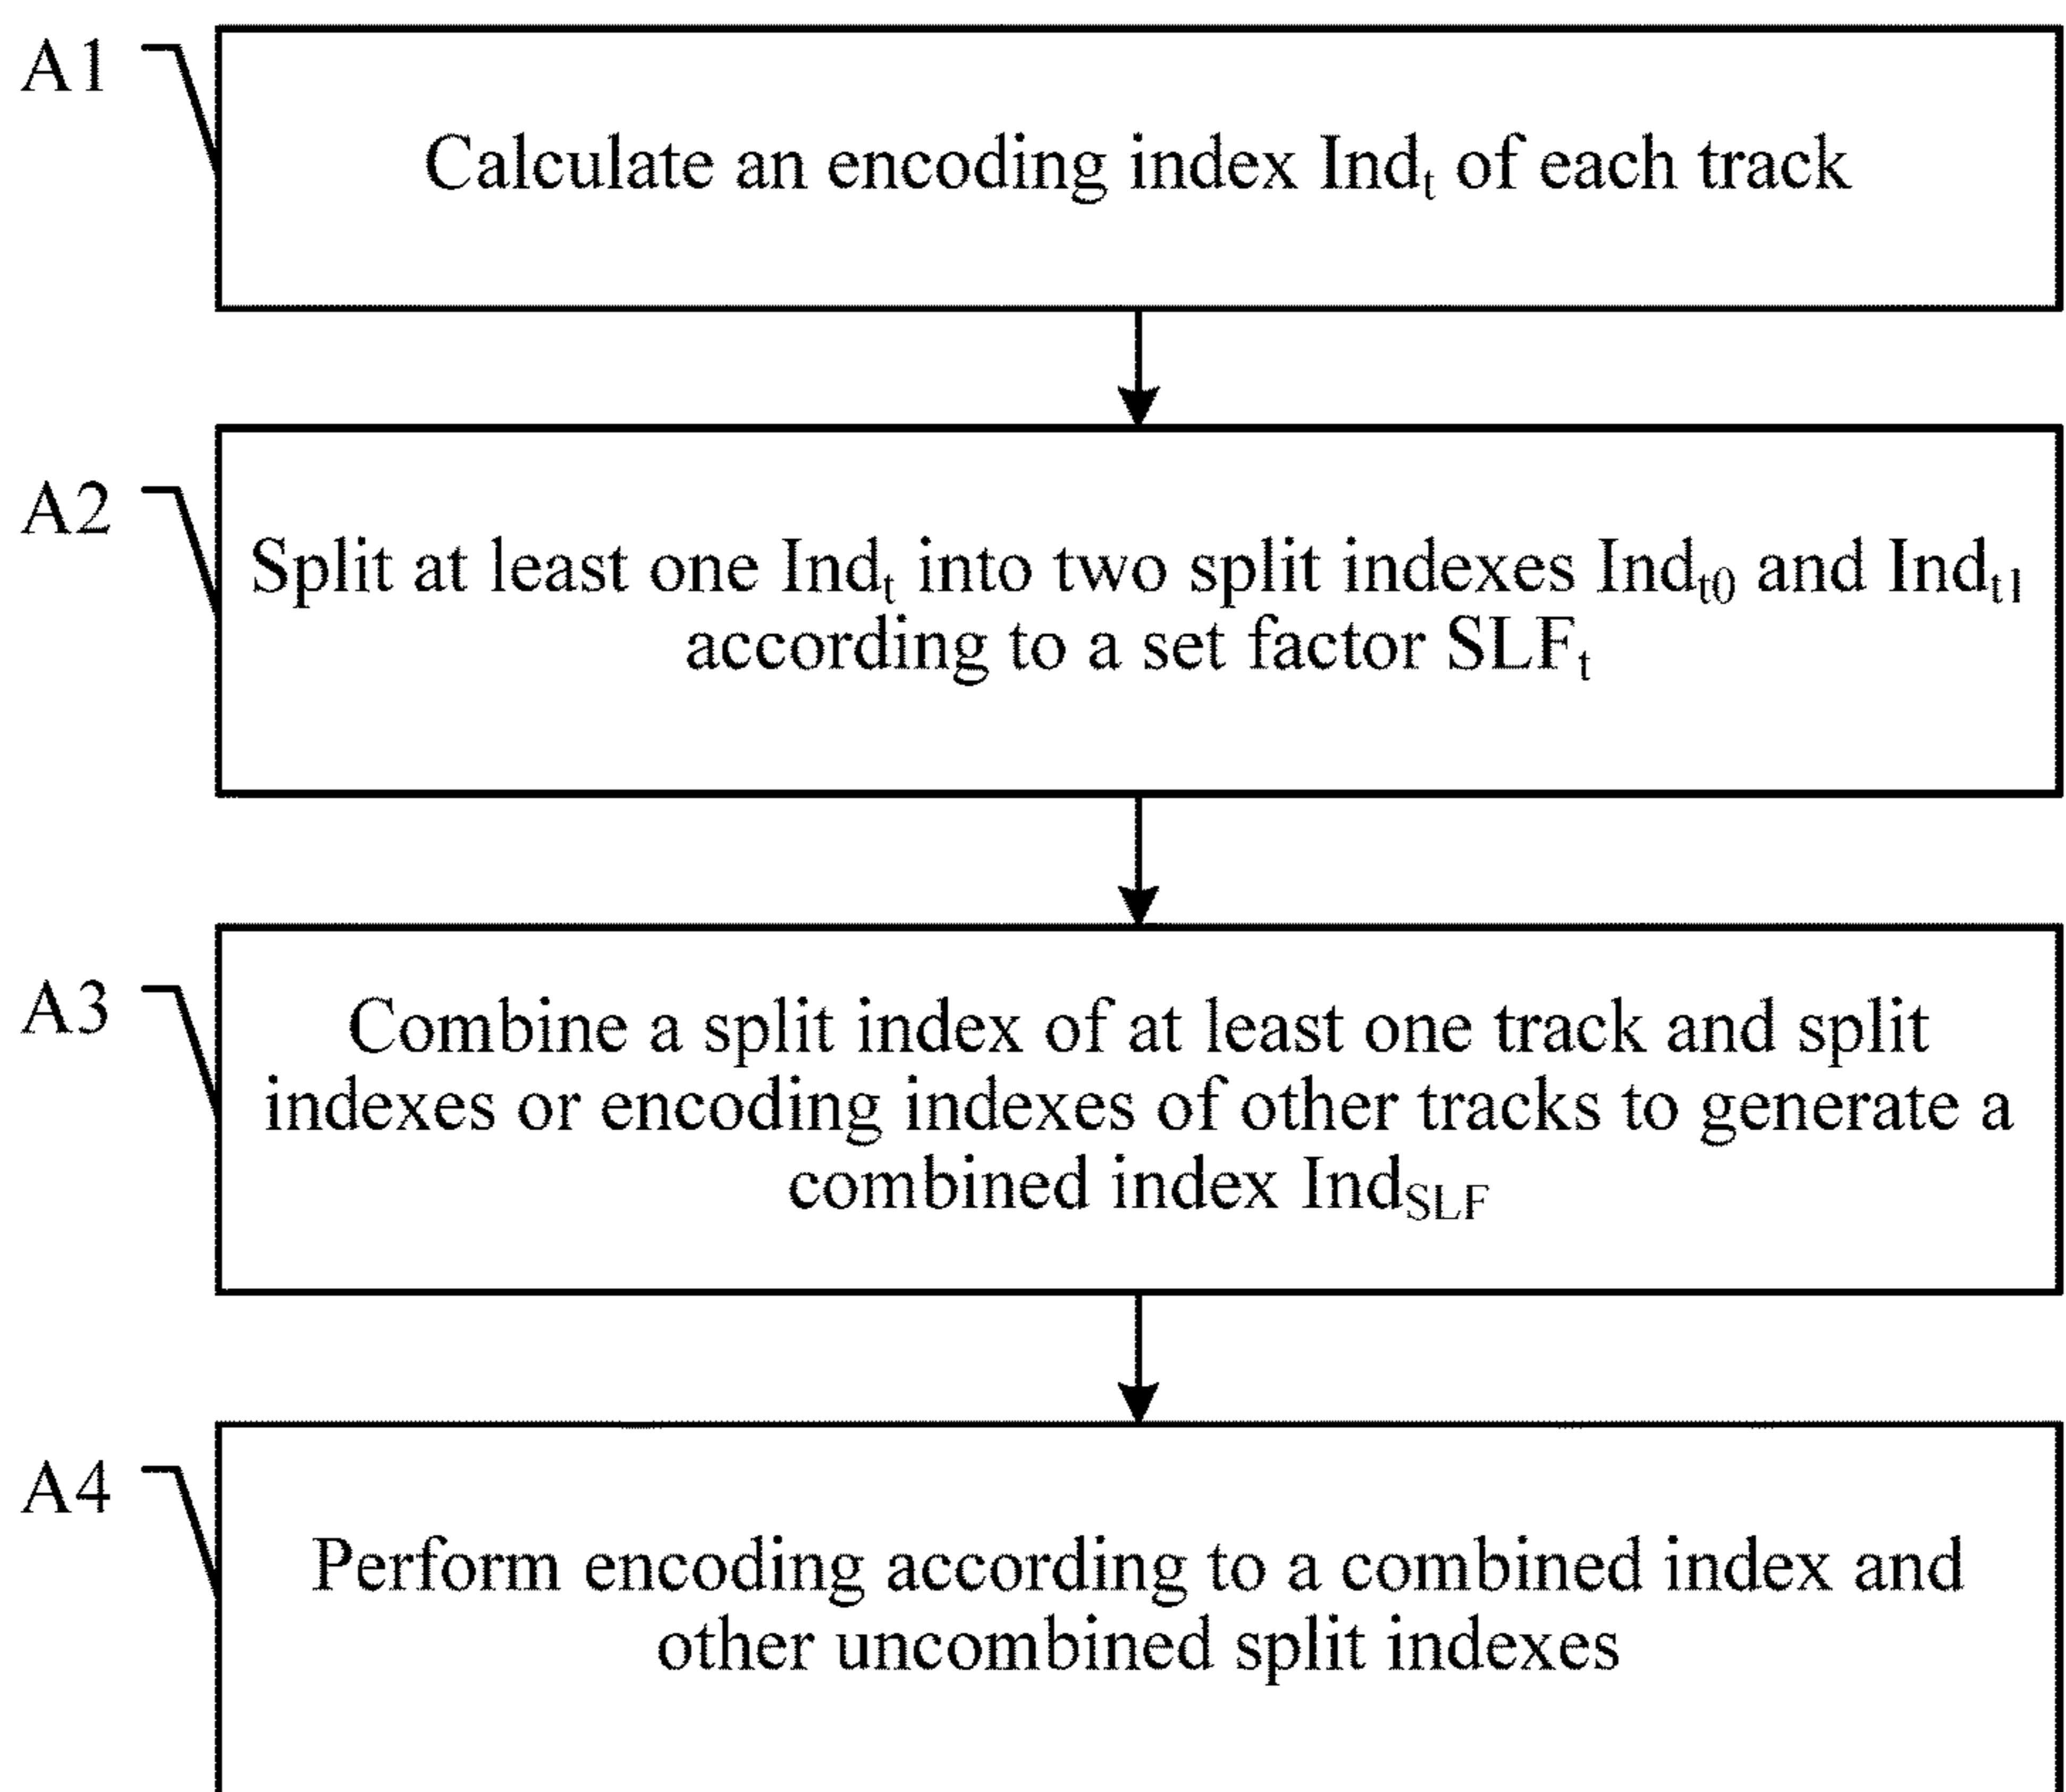 A1
Calculate an encoding index Indt of each track
A2
Split at least one Indt into two split indexes Indt0 and Indt1
according to a set factor SLFt
A3
Combine a split index of at least one track and split
indexes or encoding indexes of other tracks to generate a
combined index IndSLF
A4
Perform encoding according to a combined index and
other uncombined split indexes